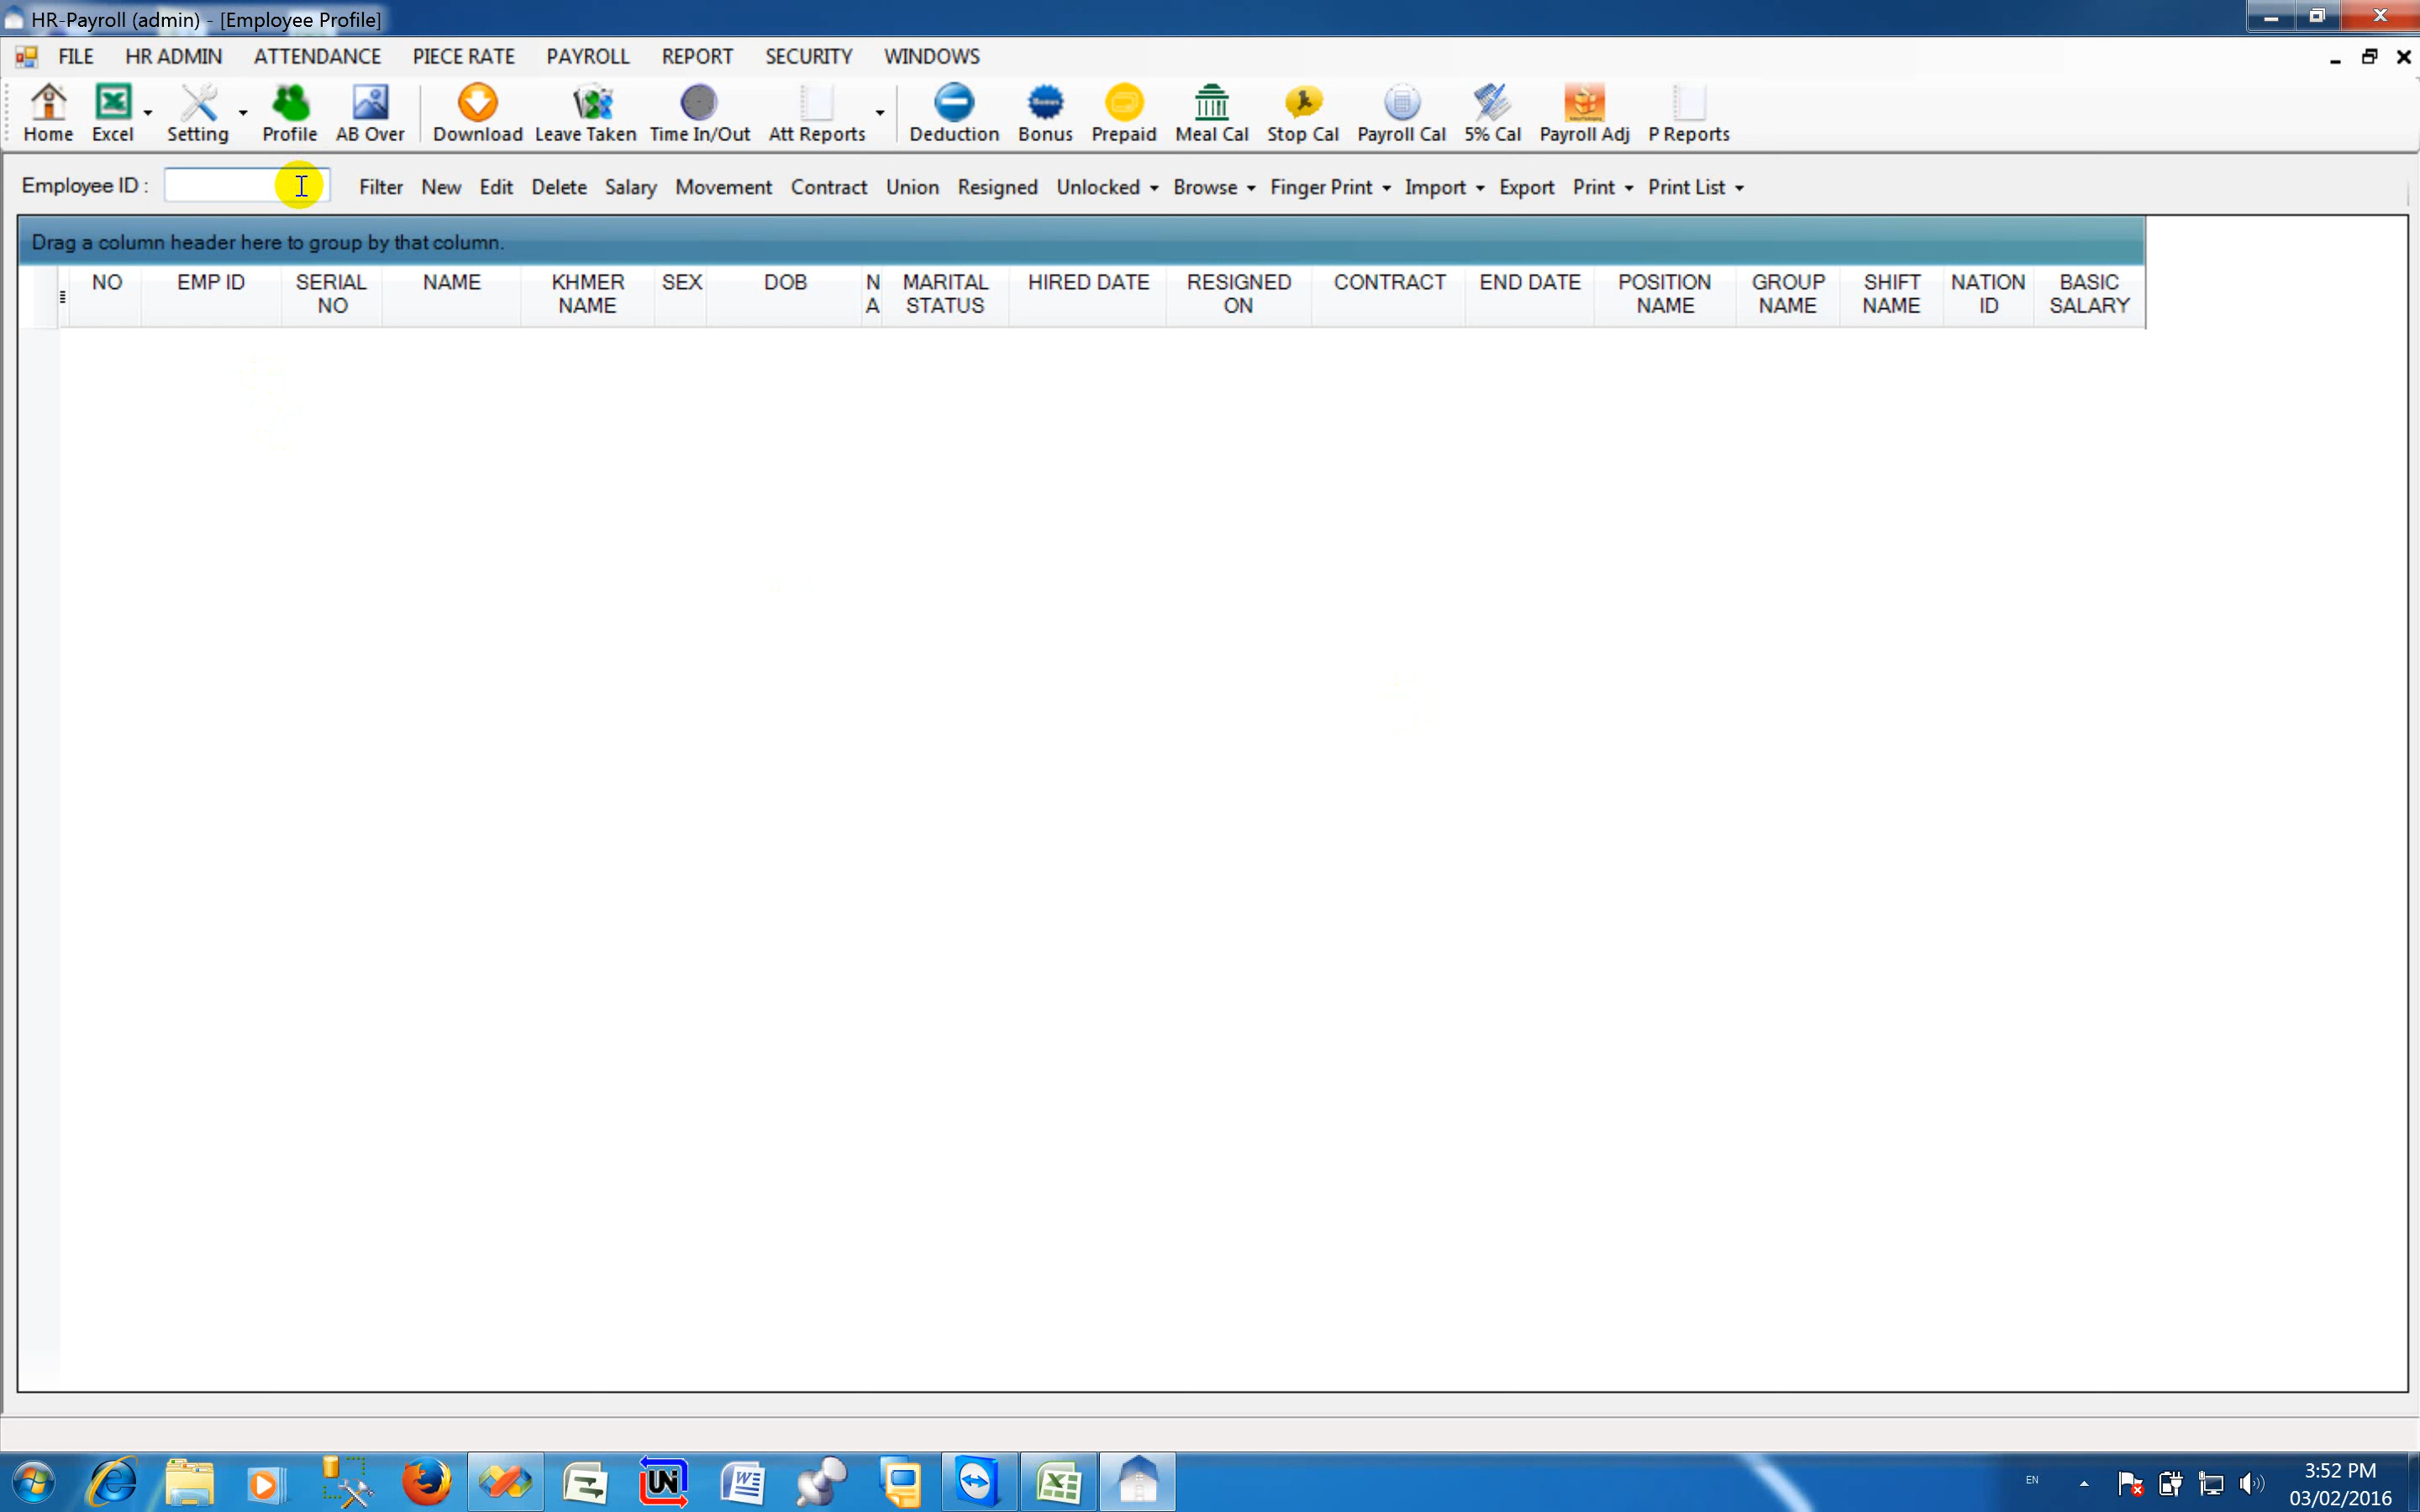 HR-Payroll (admin) - [Employee Profile]
FILE HR ADMIN ATTENDANCE PIECE RATE PAYROLL REPORT SECURITY WINDOWS
Home Excel Setting Profile AB Over Download Leave Taken Time In/Out Att Reports Deduction Bonus Prepaid Meal Cal Stop Cal Payroll Cal 5% Cal Payroll Adj P Reports
Employee ID : Filter New Edit Delete Salary Movement Contract Union Resigned Unlocked Browse Finger Print Import Export Print Print List
Drag a column header here to group by that column.
NO EMP ID SERIAL NAME KHMER SEX DOB N MARITAL HIRED DATE RESIGNED CONTRACT END DATE POSITION GROUP SHIFT NATION BASIC
NO NAME A STATUS ON NAME NAME NAME ID SALARY
EN 3:52 PM
03/02/2016